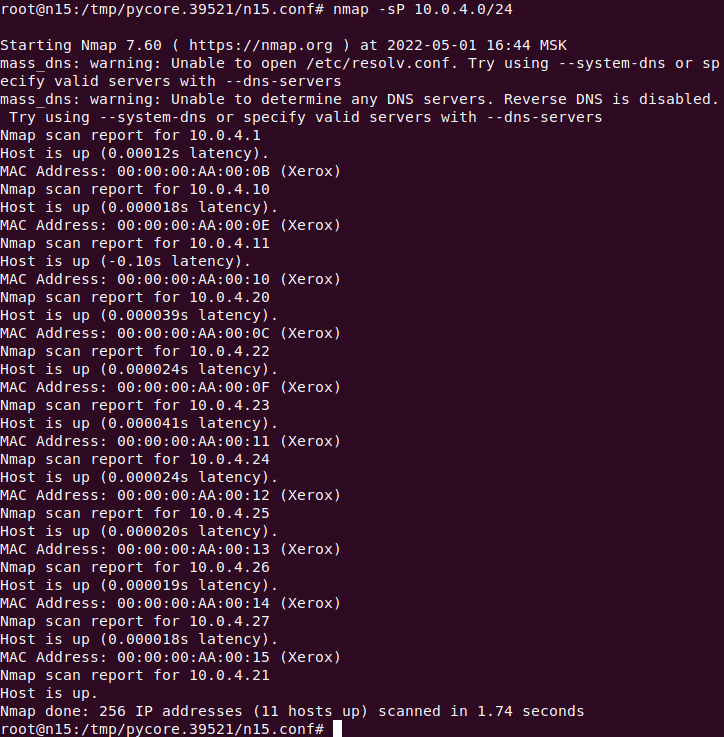 root@n15:/tmp/pycore.39521/n15.conf# nmap -sP 10.0.4.0/24
Starting Nmap 7.60 ( https://nmap.org ) at 2022-05-01 16:44 MSK
mass_dns: warning: Unable to open /etc/resolv.conf. Try using --system-dns or sp
ecify valid servers with --dns-servers
mass_dns: warning: Unable to determine any DNS servers. Reverse DNS is disabled.
 Try using --system-dns or specify valid servers with --dns-servers
Nmap scan report for 10.0.4.1
Host is up (0.00012s latency).
MAC Address: 00:00:00:AA:00:0B (Xerox)
Nmap scan report for 10.0.4.10
Host is up (0.000018s latency).
MAC Address: 00:00:00:AA:00:0E (Xerox)
Nmap scan report for 10.0.4.11
Host is up (-0.10s latency).
MAC Address: 00:00:00:AA:00:10 (Xerox)
Nmap scan report for 10.0.4.20
Host is up (0.000039s latency).
MAC Address: 00:00:00:AA:00:0C (Xerox)
Nmap scan report for 10.0.4.22
Host is up (0.000024s latency).
MAC Address: 00:00:00:AA:00:0F (Xerox)
Nmap scan report for 10.0.4.23
Host is up (0.000041s latency).
MAC Address: 00:00:00:AA:00:11 (Xerox)
Nmap scan report for 10.0.4.24
Host is up (0.000024s latency).
MAC Address: 00:00:00:AA:00:12 (Xerox)
Nmap scan report for 10.0.4.25
Host is up (0.000020s latency).
MAC Address: 00:00:00:AA:00:13 (Xerox)
Nmap scan report for 10.0.4.26
Host is up (0.000019s latency).
MAC Address: 00:00:00:AA:00:14 (Xerox)
Nmap scan report for 10.0.4.27
Host is up (0.000018s latency).
MAC Address: 00:00:00:AA:00:15 (Xerox)
Nmap scan report for 10.0.4.21
Host is up.
Nmap done: 256 IP addresses (11 hosts up) scanned in 1.74 seconds
root@n15:/tmp/pycore.39521/n15.conf#